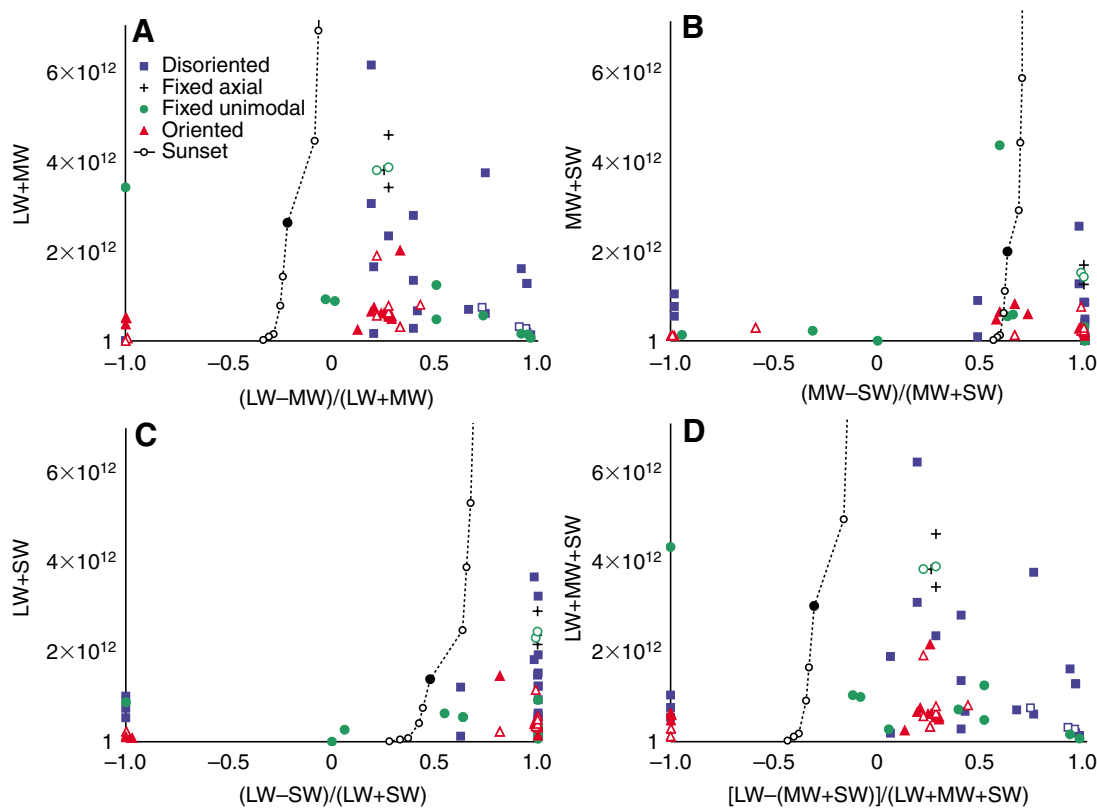 A
Disoriented
Fixed axial
Fixed unimodal
Oriented
Sunset
6×10¹²
4×10¹²
2×10¹²
1
LW+MW
−1.0 −0.5 0 0.5 1.0
(LW–MW)/(LW+MW)
B
6×10¹²
4×10¹²
2×10¹²
1
MW+SW
−1.0 −0.5 0 0.5 1.0
(MW–SW)/(MW+SW)
C
6×10¹²
4×10¹²
2×10¹²
1
LW+SW
−1.0 −0.5 0 0.5 1.0
(LW–SW)/(LW+SW)
D
6×10¹²
4×10¹²
2×10¹²
1
LW+MW+SW
−1.0 −0.5 0 0.5 1.0
[LW–(MW+SW)]/(LW+MW+SW)